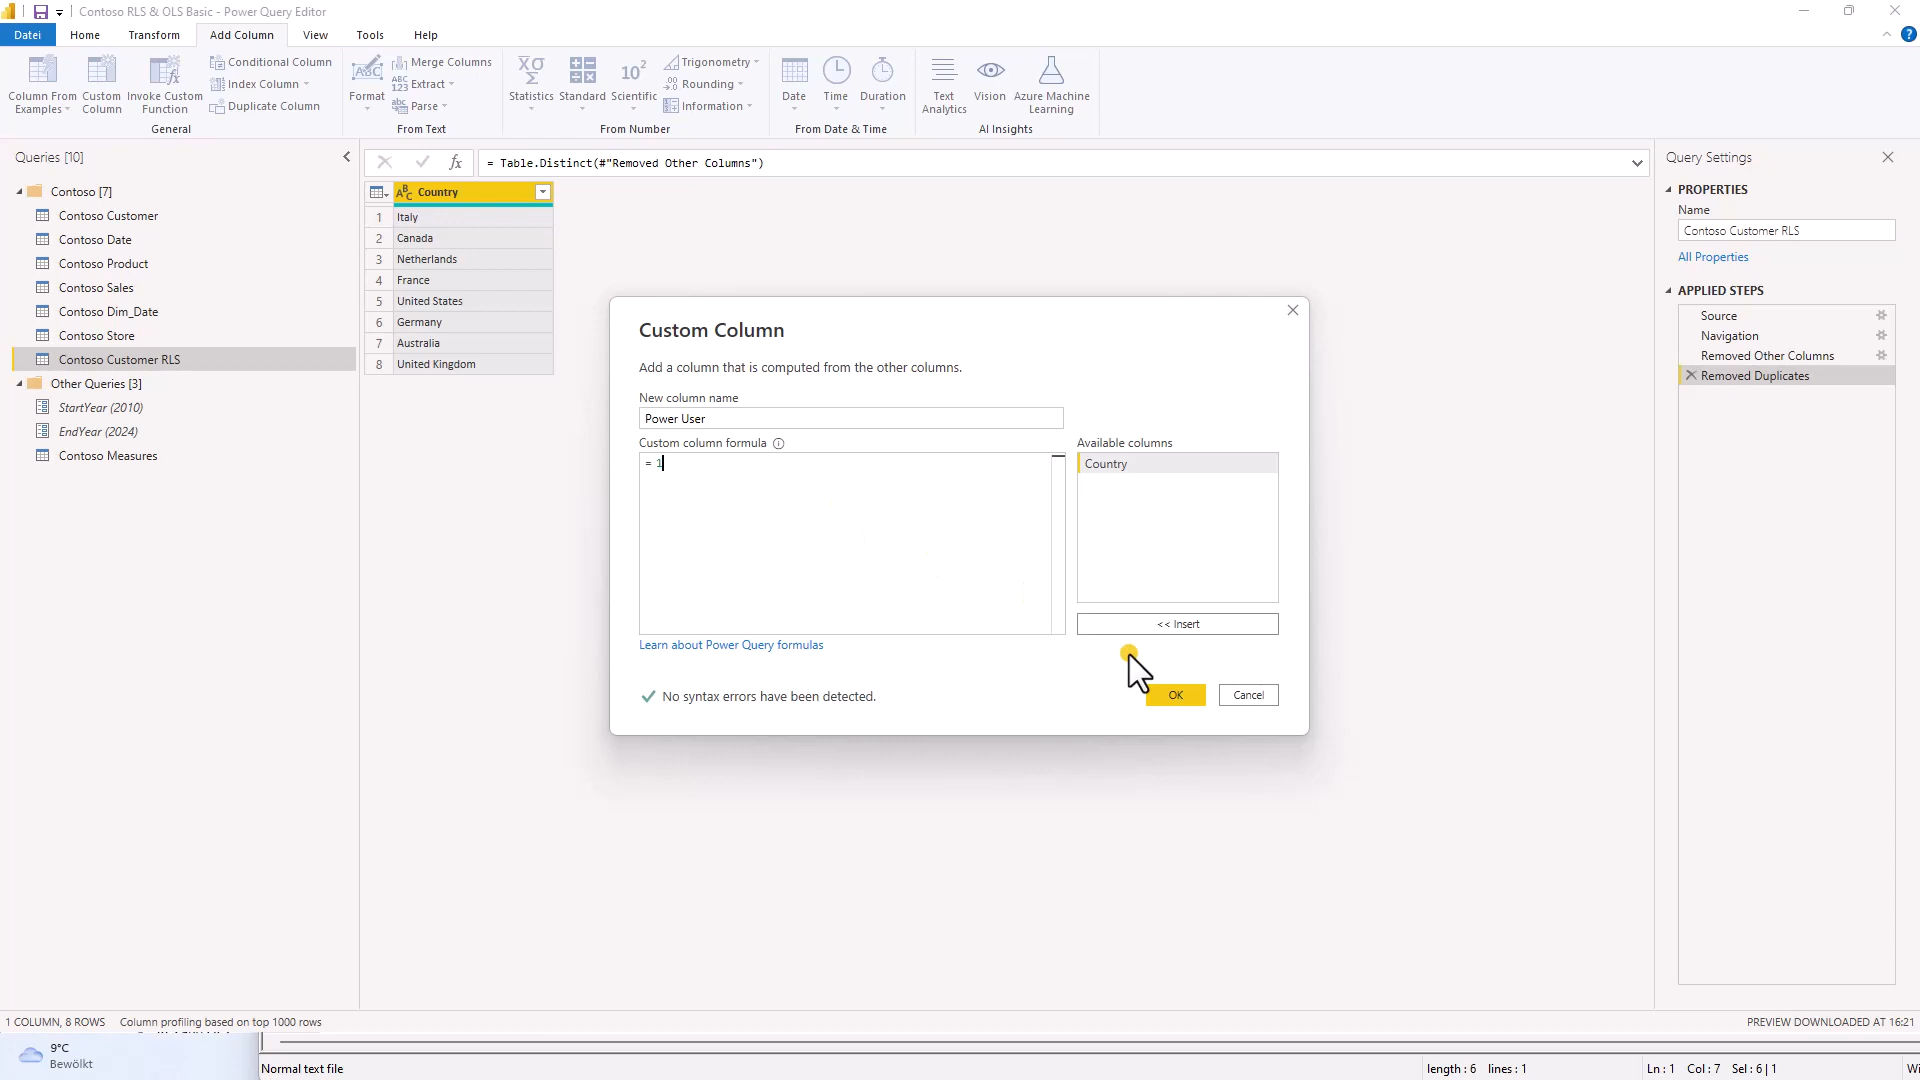 Contoso RLS & OLS Basic - Power Query Editor
Datei Home Transform Add Column View Tools Help
Column From Examples
Custom Column
Invoke Custom Function
Conditional Column
Index Column
Duplicate Column
General
Format
Merge Columns
Extract
Parse
From Text
Statistics
Standard
Scientific
Trigonometry
Rounding
Information
From Number
Date
Time
Duration
From Date & Time
Text Analytics
Vision
Azure Machine Learning
AI Insights
Queries [10]
Contoso [7]
Contoso Customer
Contoso Date
Contoso Product
Contoso Sales
Contoso Dim_Date
Contoso Store
Contoso Customer RLS
Other Queries [3]
StartYear (2010)
EndYear (2024)
Contoso Measures
= Table.Distinct(#"Removed Other Columns")
Country
1 Italy
2 Canada
3 Netherlands
4 France
5 United States
6 Germany
7 Australia
8 United Kingdom
Custom Column
Add a column that is computed from the other columns.
New column name
Power User
Custom column formula
= 1
Available columns
Country
<< Insert
Learn about Power Query formulas
No syntax errors have been detected.
OK
Cancel
Query Settings
PROPERTIES
Name
Contoso Customer RLS
All Properties
APPLIED STEPS
Source
Navigation
Removed Other Columns
Removed Duplicates
1 COLUMN, 8 ROWS Column profiling based on top 1000 rows
PREVIEW DOWNLOADED AT 16:21
9°C
Bewölkt
Normal text file
length : 6 lines : 1
Ln : 1 Col : 7 Sel : 6 | 1